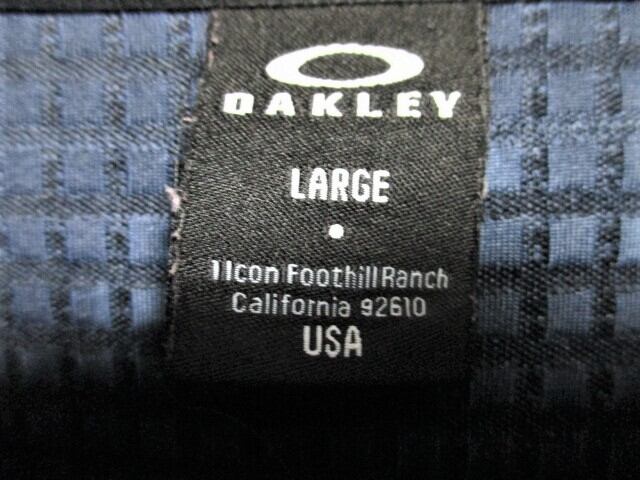 OAKLEY
LARGE
1 Icon Foothill Ranch
California 92610
USA